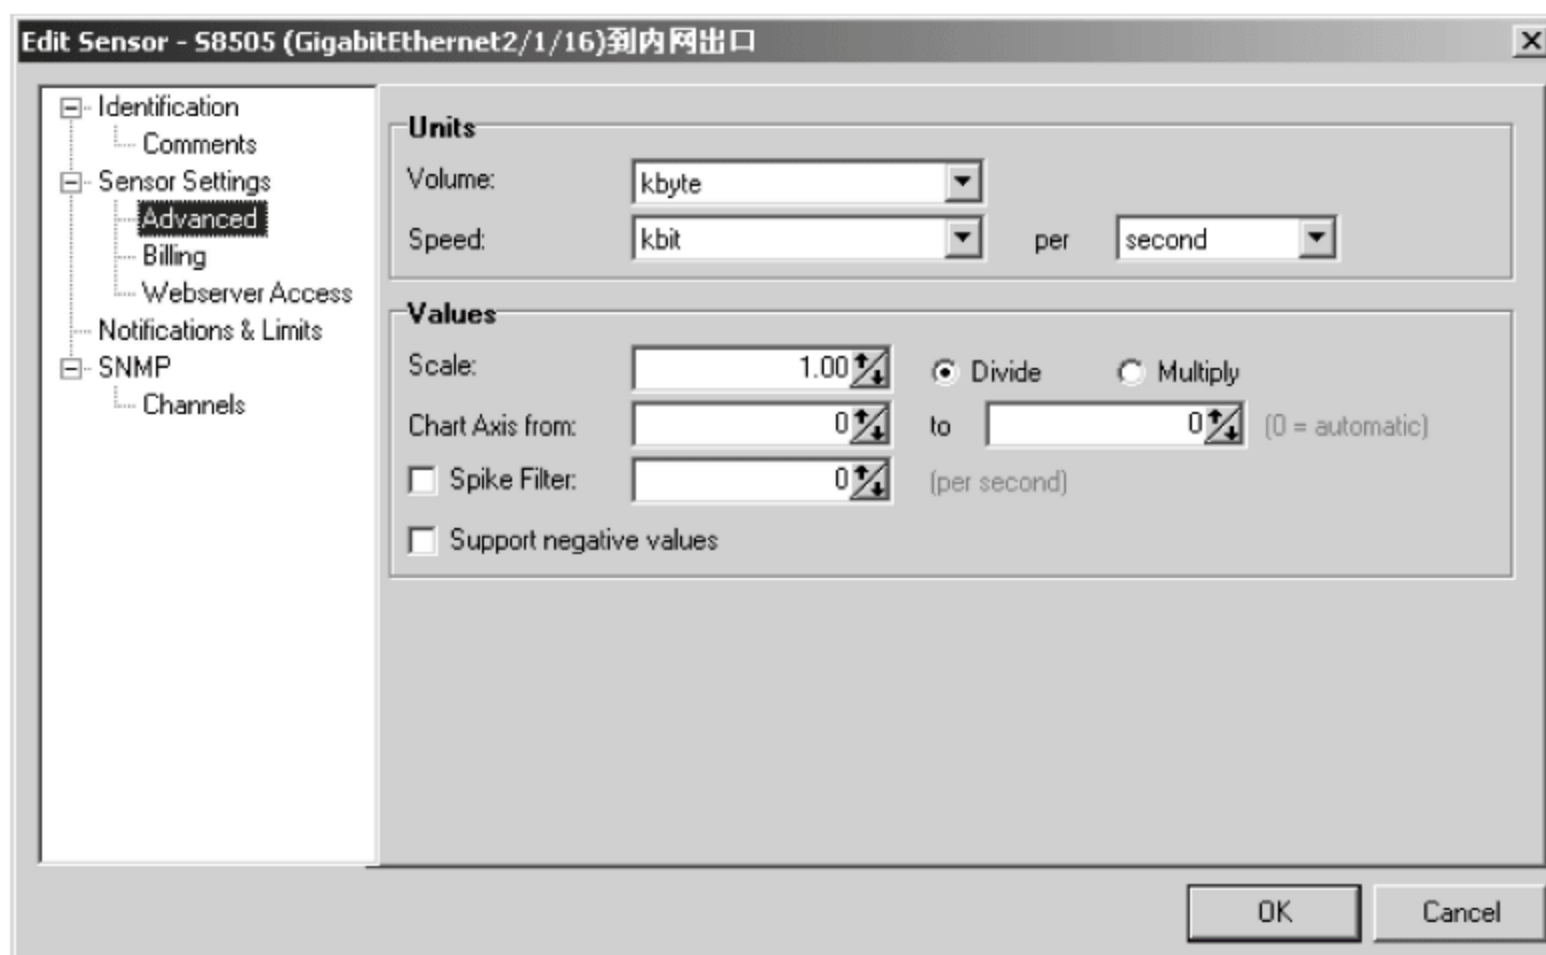 Edit Sensor - S8505 (GigabitEthernet2/1/16)到内网出口
Identification
Comments
Sensor Settings
Advanced
Billing
Webserver Access
Notifications & Limits
SNMP
Channels
Units
Volume: kbyte
Speed: kbit per second
Values
Scale: 1.00 Divide Multiply
Chart Axis from: 0 to 0 (0 = automatic)
Spike Filter: 0 (per second)
Support negative values
OK Cancel